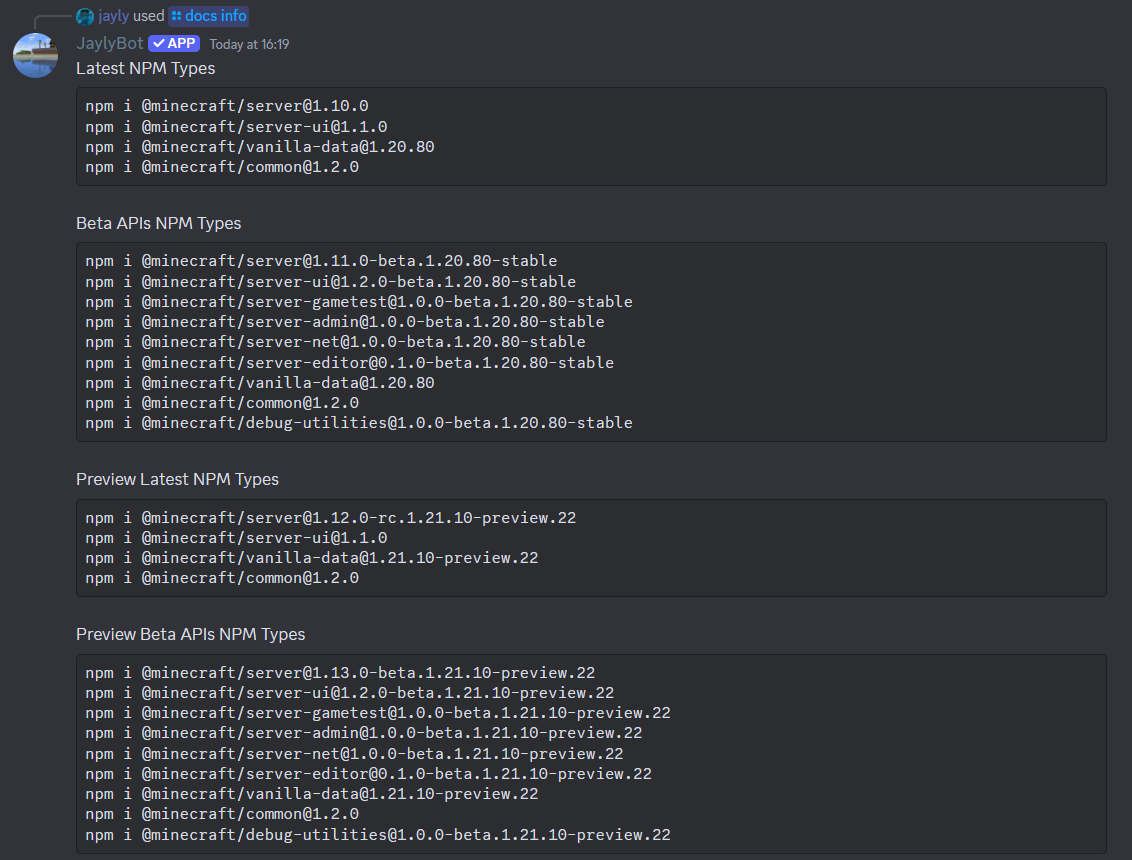 jayly used docs info
JaylyBot APP Today at 16:19
Latest NPM Types
npm i @minecraft/server@1.10.0
npm i @minecraft/server-ui@1.1.0
npm i @minecraft/vanilla-data@1.20.80
npm i @minecraft/common@1.2.0
Beta APIs NPM Types
npm i @minecraft/server@1.11.0-beta.1.20.80-stable
npm i @minecraft/server-ui@1.2.0-beta.1.20.80-stable
npm i @minecraft/server-gametest@1.0.0-beta.1.20.80-stable
npm i @minecraft/server-admin@1.0.0-beta.1.20.80-stable
npm i @minecraft/server-net@1.0.0-beta.1.20.80-stable
npm i @minecraft/server-editor@0.1.0-beta.1.20.80-stable
npm i @minecraft/vanilla-data@1.20.80
npm i @minecraft/common@1.2.0
npm i @minecraft/debug-utilities@1.0.0-beta.1.20.80-stable
Preview Latest NPM Types
npm i @minecraft/server@1.12.0-rc.1.21.10-preview.22
npm i @minecraft/server-ui@1.1.0
npm i @minecraft/vanilla-data@1.21.10-preview.22
npm i @minecraft/common@1.2.0
Preview Beta APIs NPM Types
npm i @minecraft/server@1.13.0-beta.1.21.10-preview.22
npm i @minecraft/server-ui@1.2.0-beta.1.21.10-preview.22
npm i @minecraft/server-gametest@1.0.0-beta.1.21.10-preview.22
npm i @minecraft/server-admin@1.0.0-beta.1.21.10-preview.22
npm i @minecraft/server-net@1.0.0-beta.1.21.10-preview.22
npm i @minecraft/server-editor@0.1.0-beta.1.21.10-preview.22
npm i @minecraft/vanilla-data@1.21.10-preview.22
npm i @minecraft/common@1.2.0
npm i @minecraft/debug-utilities@1.0.0-beta.1.21.10-preview.22